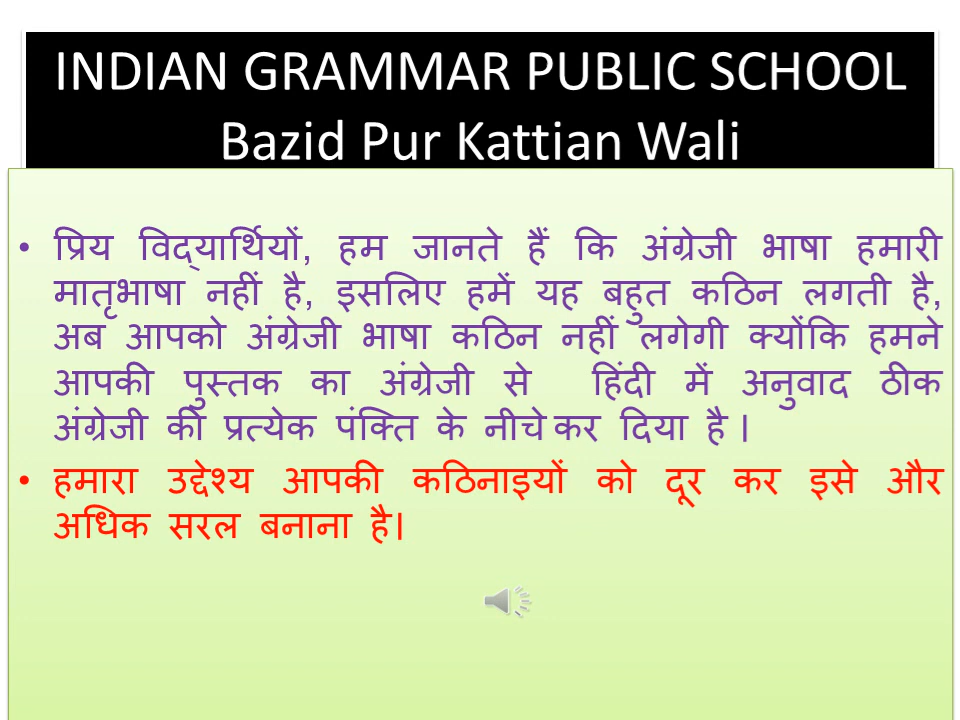 INDIAN GRAMMAR PUBLIC SCHOOL
Bazid Pur Kattian Wali
• प्रिय विद्यार्थियों, हम जानते हैं कि अंग्रेजी भाषा हमारी
मातृभाषा नहीं है, इसलिए हमें यह बहुत कठिन लगती है,
अब आपको अंग्रेजी भाषा कठिन नहीं लगेगी क्योंकि हमने
आपकी पुस्तक का अंग्रेजी से हिंदी में अनुवाद ठीक
अंग्रेजी की प्रत्येक पंक्ति के नीचे कर दिया है ।
• हमारा उद्देश्य आपकी कठिनाइयों को दूर कर इसे और
अधिक सरल बनाना है।